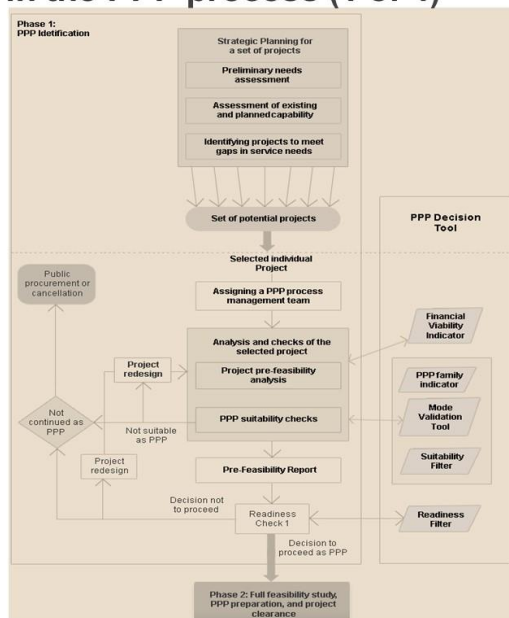 Phase 1:
PPP Idetification
Strategic Planning for
a set of projects
Preliminary needs
assessment
Assessment of existing
and planned capability
Identifying projects to meet
gaps in service needs
Set of potential projects
PPP Decision
Tool
Selected individual
Project
Public
procurement or
cancellation
Assigning a PPP process
management team
Financial
Viability
Indicator
Analysis and checks of the
selected project
Project
redesign
Project pre-feasibility
analysis
PPP family
indicator
Not
continued as
PPP
Not suitable
as PPP
PPP suitability checks
Mode
Validation
Tool
Project
redesign
Pre-Feasibility Report
Suitability
Filter
Decision not
to proceed
Readiness
Check 1
Readiness
Filter
Decision to
proceed as PPP
Phase 2: Full feasibility study,
PPP preparation, and project
clearance